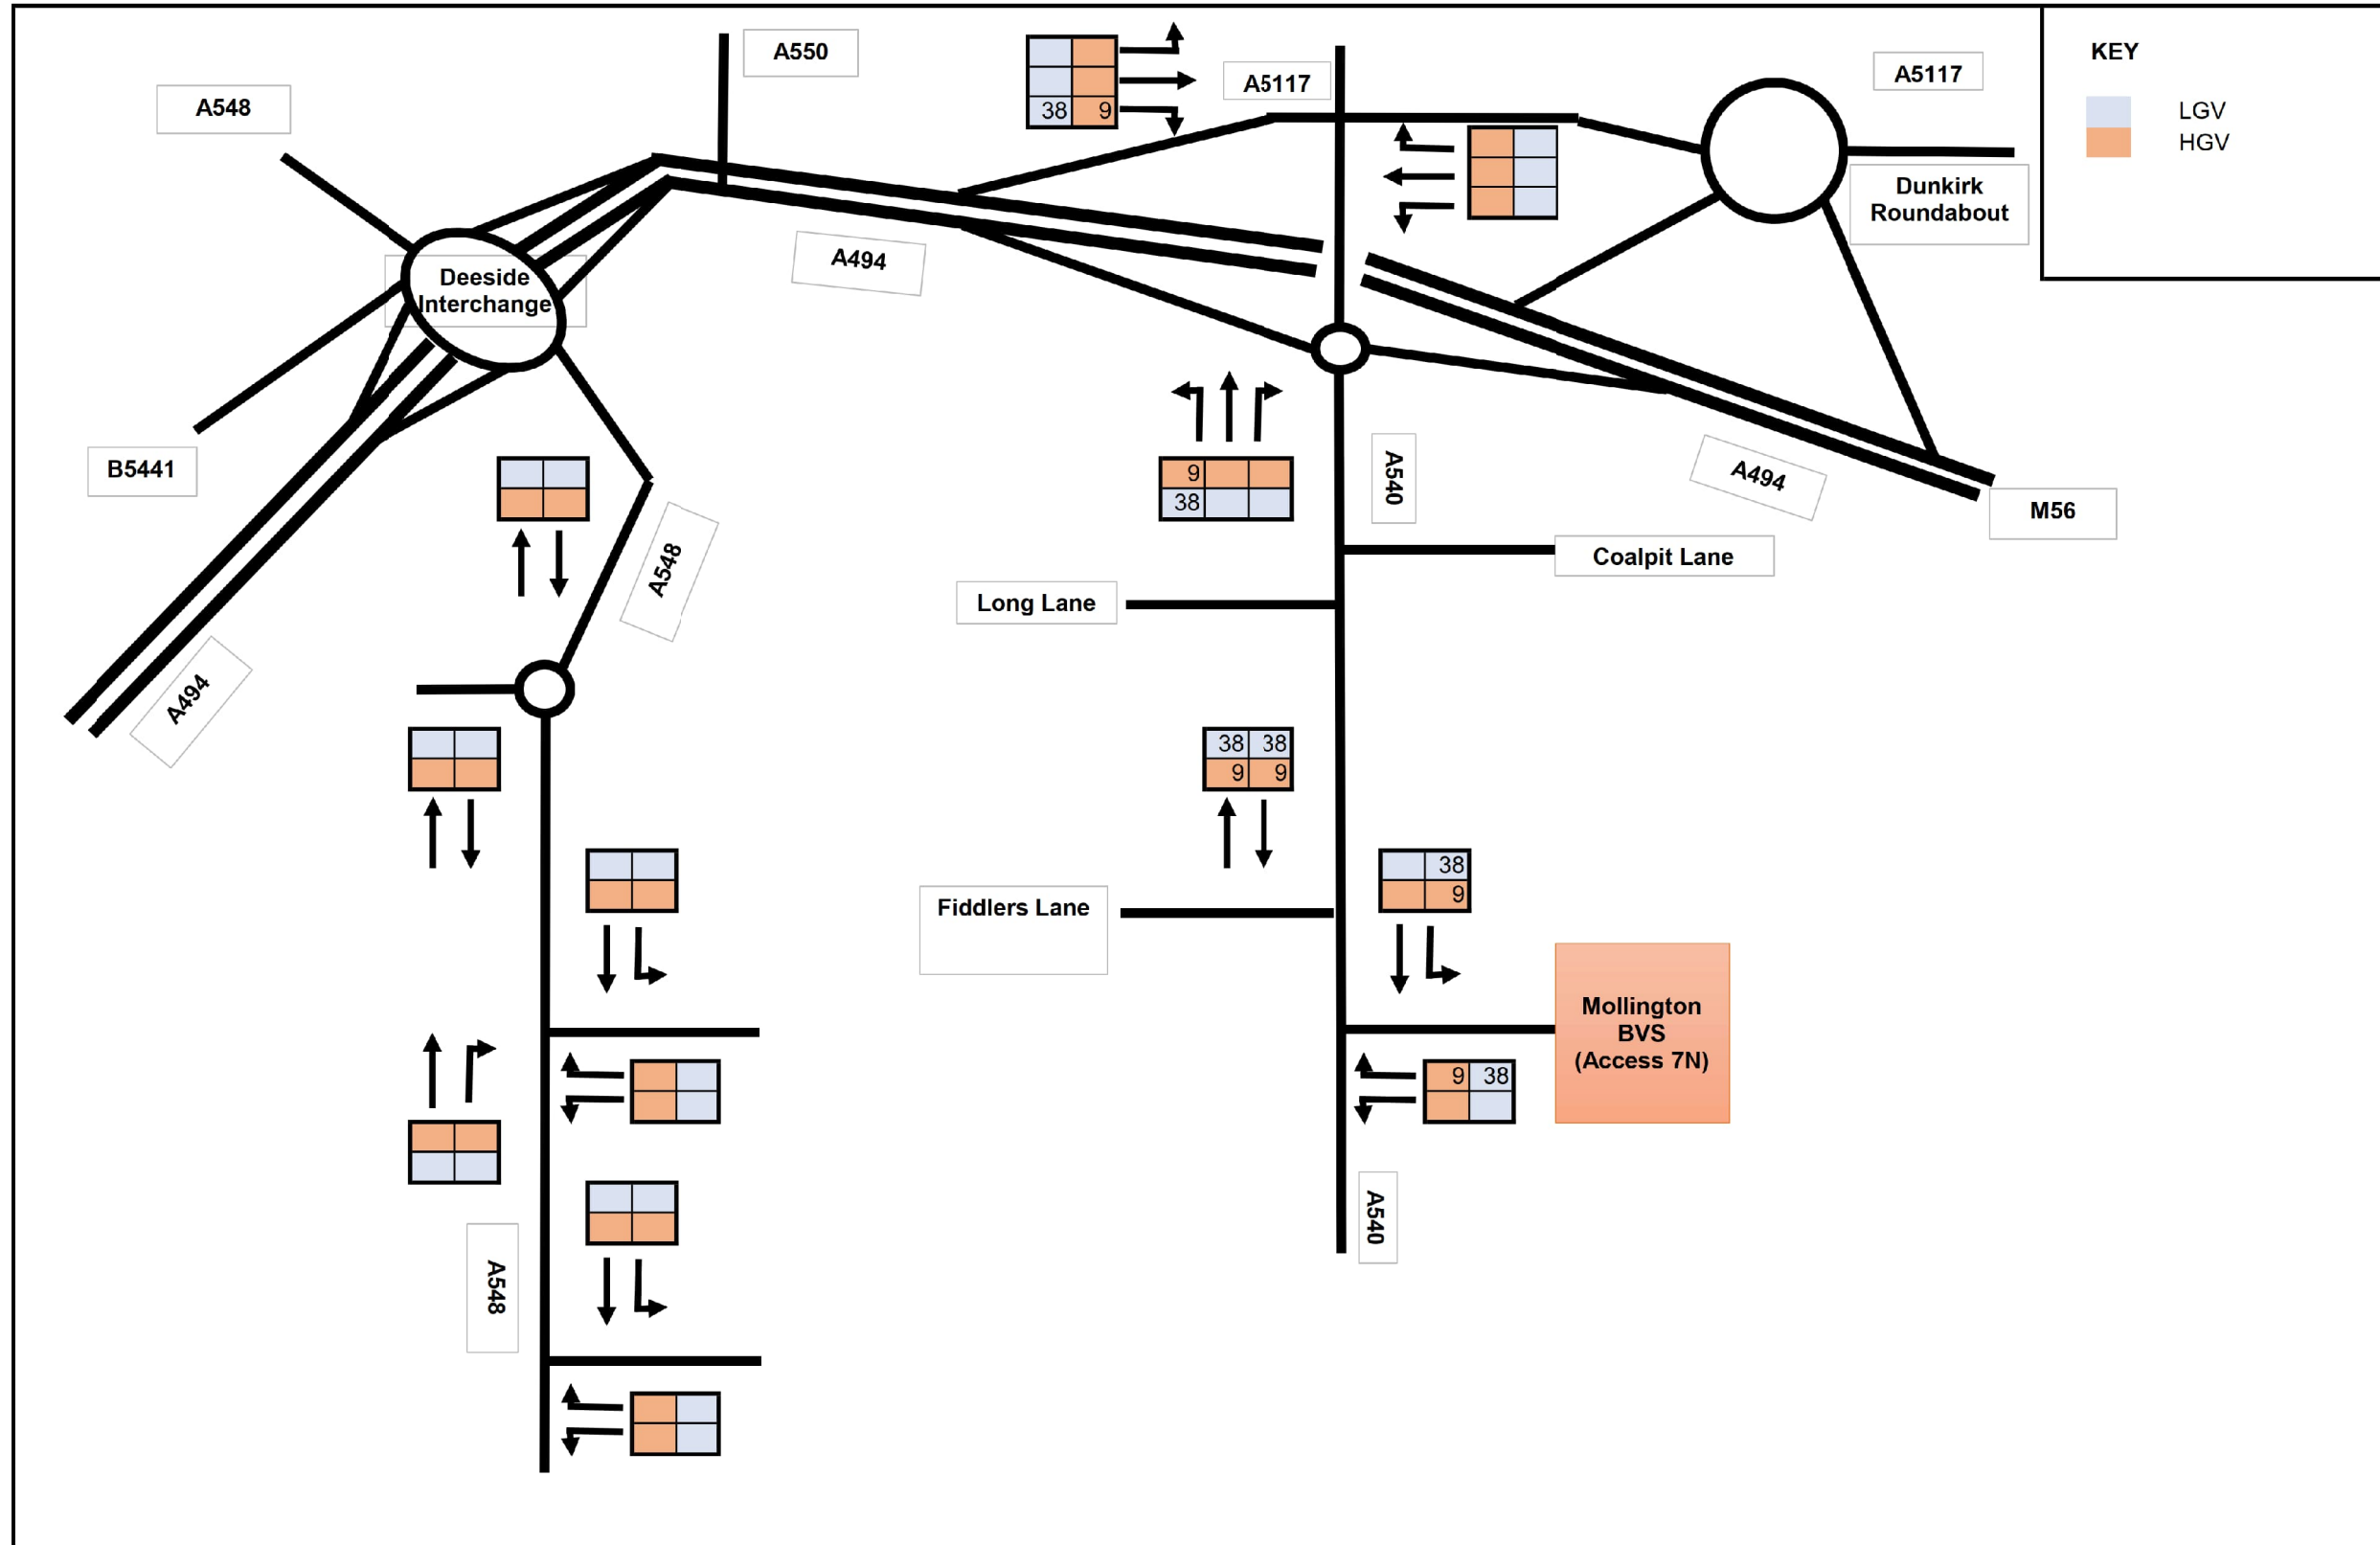 A550
A5117
A5117
KEY
LGV
HGV
A548
38 9
Dunkirk
Roundabout
Deeside
Interchange
A494
B5441
9
38
A540
A494
M56
A548
Coalpit Lane
Long Lane
A494
38 38
9 9
38
9
Fiddlers Lane
Mollington
BVS
(Access 7N)
9 38
A540
A548